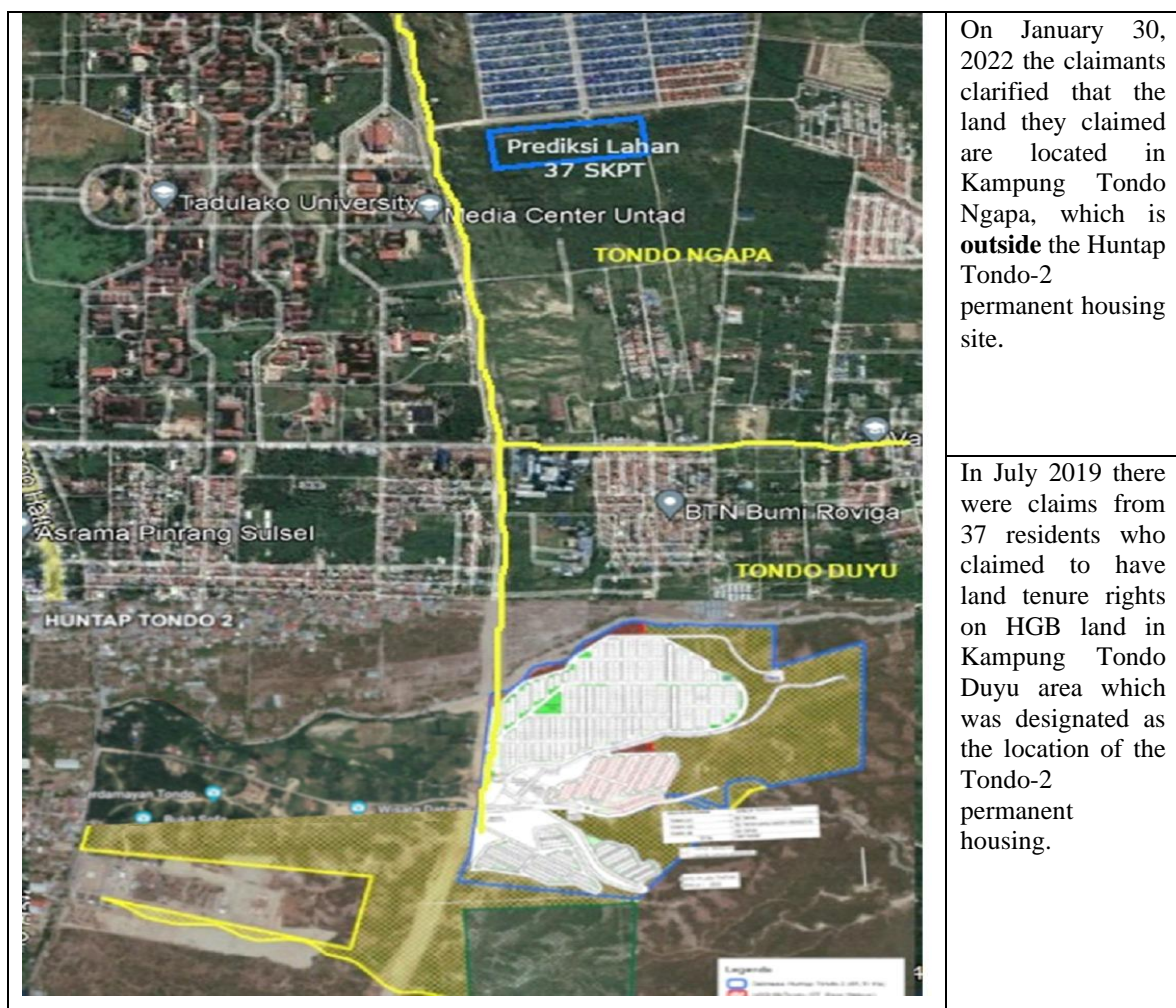 On January 30,
2022 the claimants
clarified that the
land they claimed
are located in
Kampung Tondo
Ngapa, which is
outside the Huntap
Tondo-2
permanent housing
site.
In July 2019 there
were claims from
37 residents who
claimed to have
land tenure rights
on HGB land in
Kampung Tondo
Duyu area which
was designated as
the location of the
Tondo-2
permanent
housing.
Prediksi Lahan
37 SKPT
Tadulako University
Media Center Untad
TONDO NGAPA
Va
BTN Bumi Roviga
Asrama Pinrang Sulsel
TONDO DUYU
HUNTAP TONDO 2
Tondo
Legenda